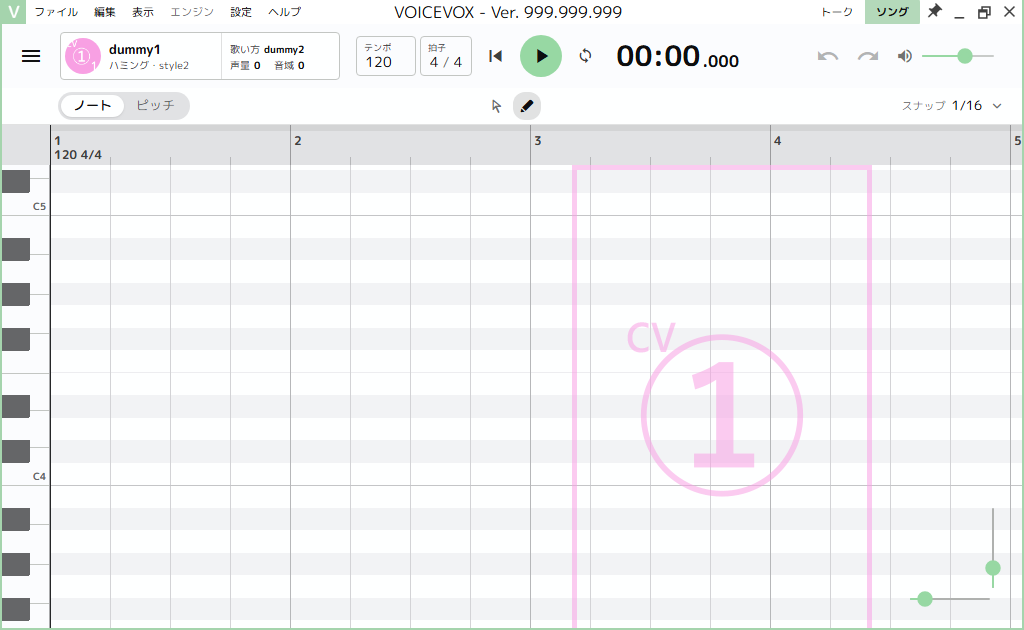 V ファイル 編集 表示 エンジン 設定 ヘルプ VOICEVOX - Ver. 999.999.999 トーク ソング
CV ① 1 dummy1 歌い方 dummy2 テンポ 拍子
ハミング・style2 声量 0 音域 0 120 4 / 4 00:00.000
ノート ピッチ スナップ 1/16
1 2 3 4 5
120 4/4
C5
CV
①
C4